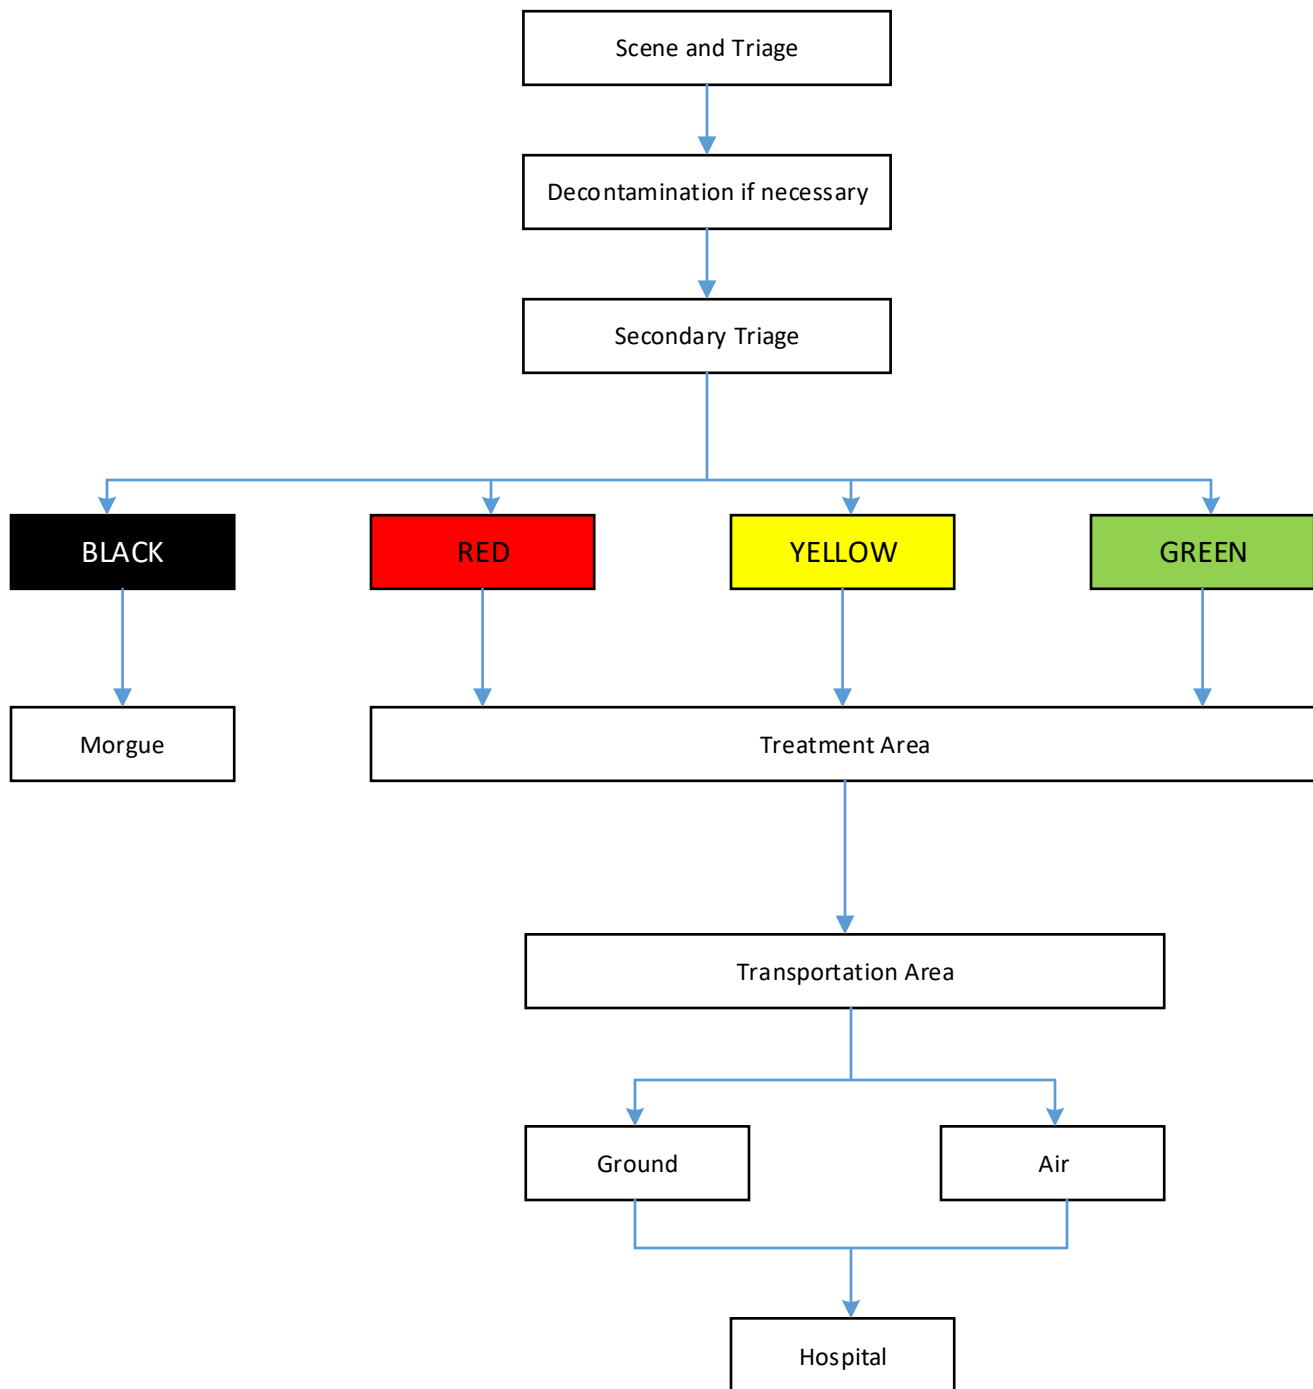 Scene and Triage
Decontamination if necessary
Secondary Triage
BLACK
RED
YELLOW
GREEN
Morgue
Treatment Area
Transportation Area
Ground
Air
Hospital